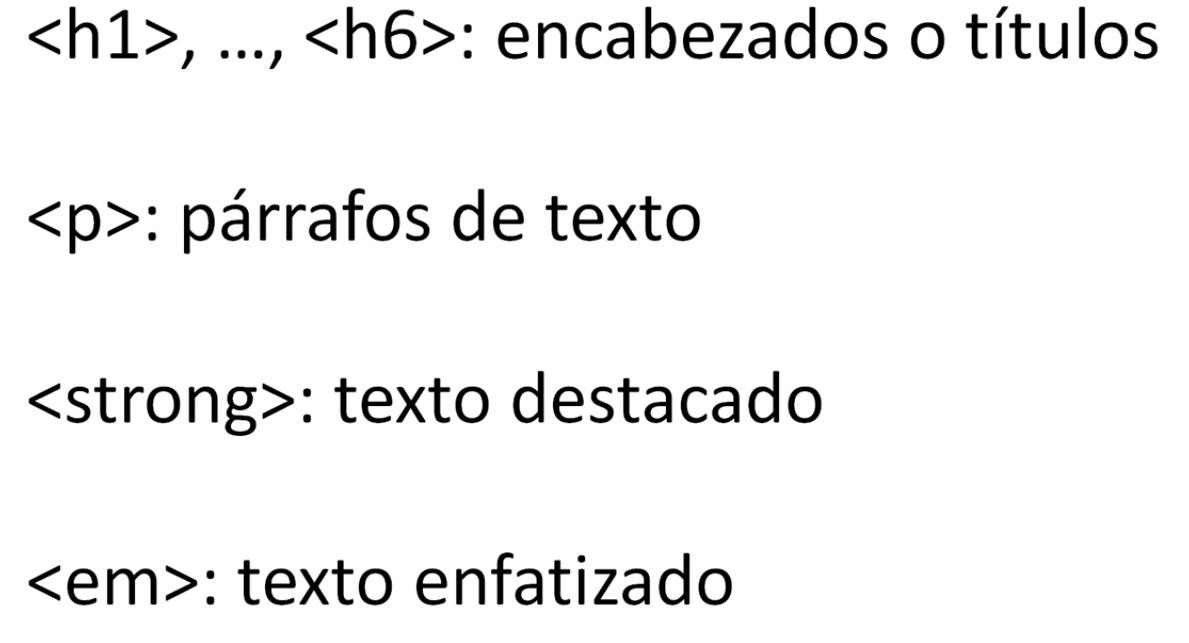 <h1>, ..., <h6>: encabezados o títulos
<p>: párrafos de texto
<strong>: texto destacado
<em>: texto enfatizado